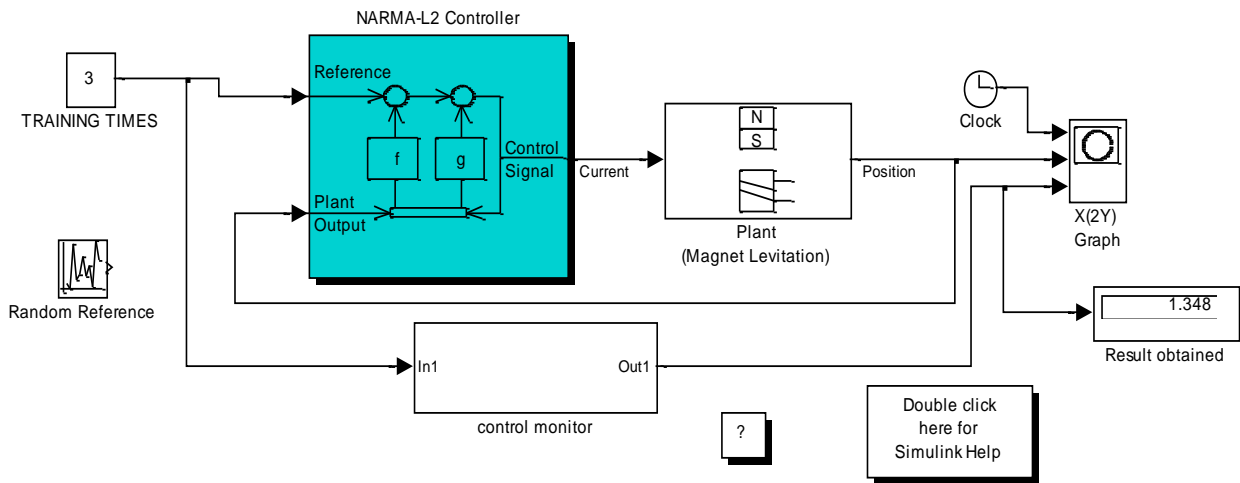 NARMA-L2 Controller
3
TRAINING TIMES
Reference
f
g
Control
Signal
Plant
Output
Current
N
S
Plant
(Magnet Levitation)
Position
Clock
X(2Y)
Graph
Random Reference
1.348
Result obtained
In1
Out1
control monitor
?
Double click
here for
Simulink Help